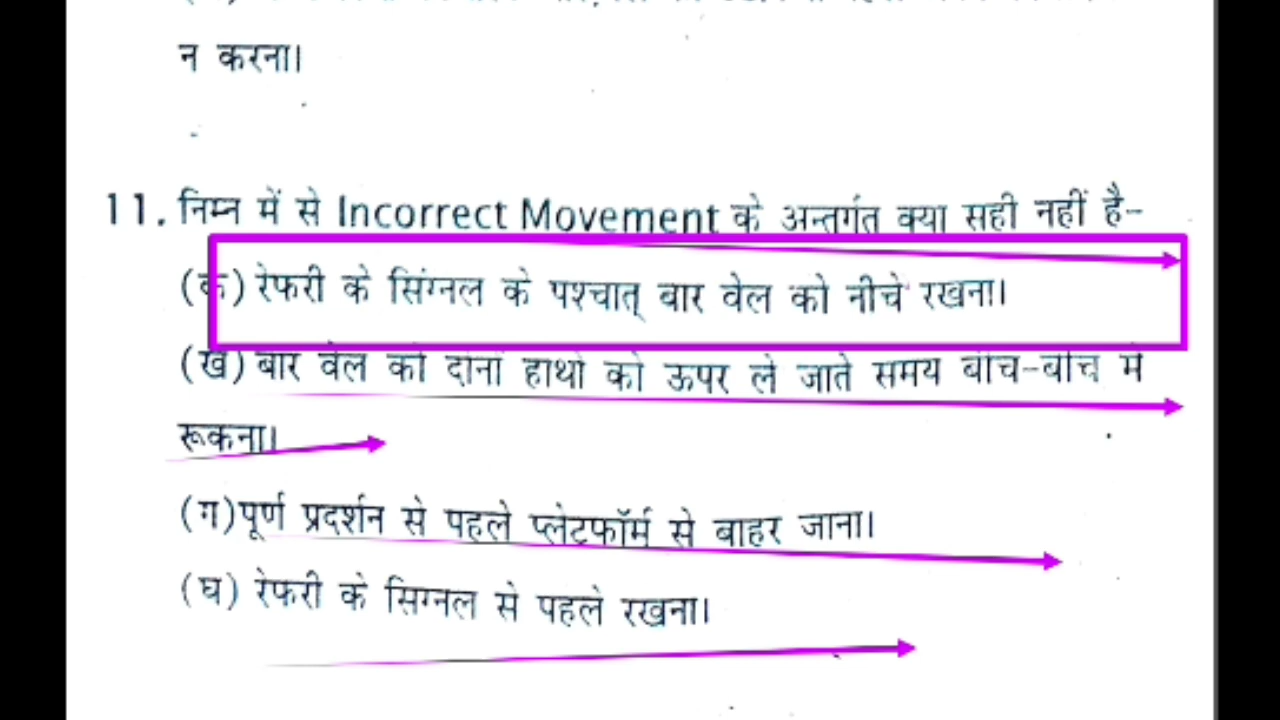 न करना।
11. निम्न में से Incorrect Movement के अन्तर्गत क्या सही नहीं है-
(क) रेफरी के सिंग्नल के पश्चात् बार वेल को नीचे रखना।
(ख) बार वेल को दोनों हाथों को ऊपर ले जाते समय बीच-बीच में
रूकना।
(ग)पूर्ण प्रदर्शन से पहले प्लेटफॉर्म से बाहर जाना।
(घ) रेफरी के सिग्नल से पहले रखना।